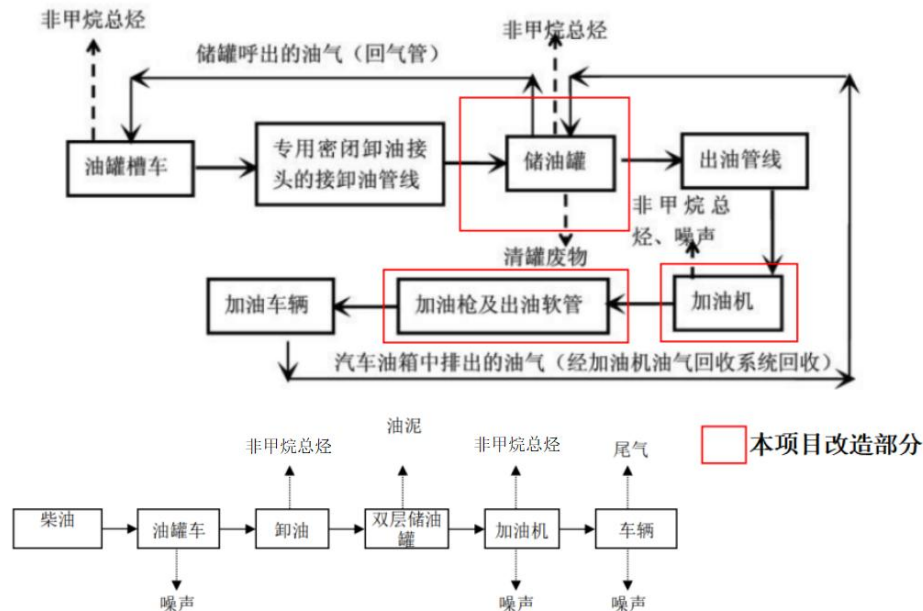 非甲烷总烃
非甲烷总烃
储罐呼出的油气（回气管）
油罐槽车
专用密闭卸油接
头的接卸油管线
储油罐
出油管线
非甲烷总
烃、噪声
清罐废物
加油车辆
加油枪及出油软管
加油机
汽车油箱中排出的油气（经加油机油气回收系统回收）
本项目改造部分
非甲烷总烃
油泥
非甲烷总烃
尾气
柴油
油罐车
卸油
双层储油
罐
加油机
车辆
噪声
噪声
噪声